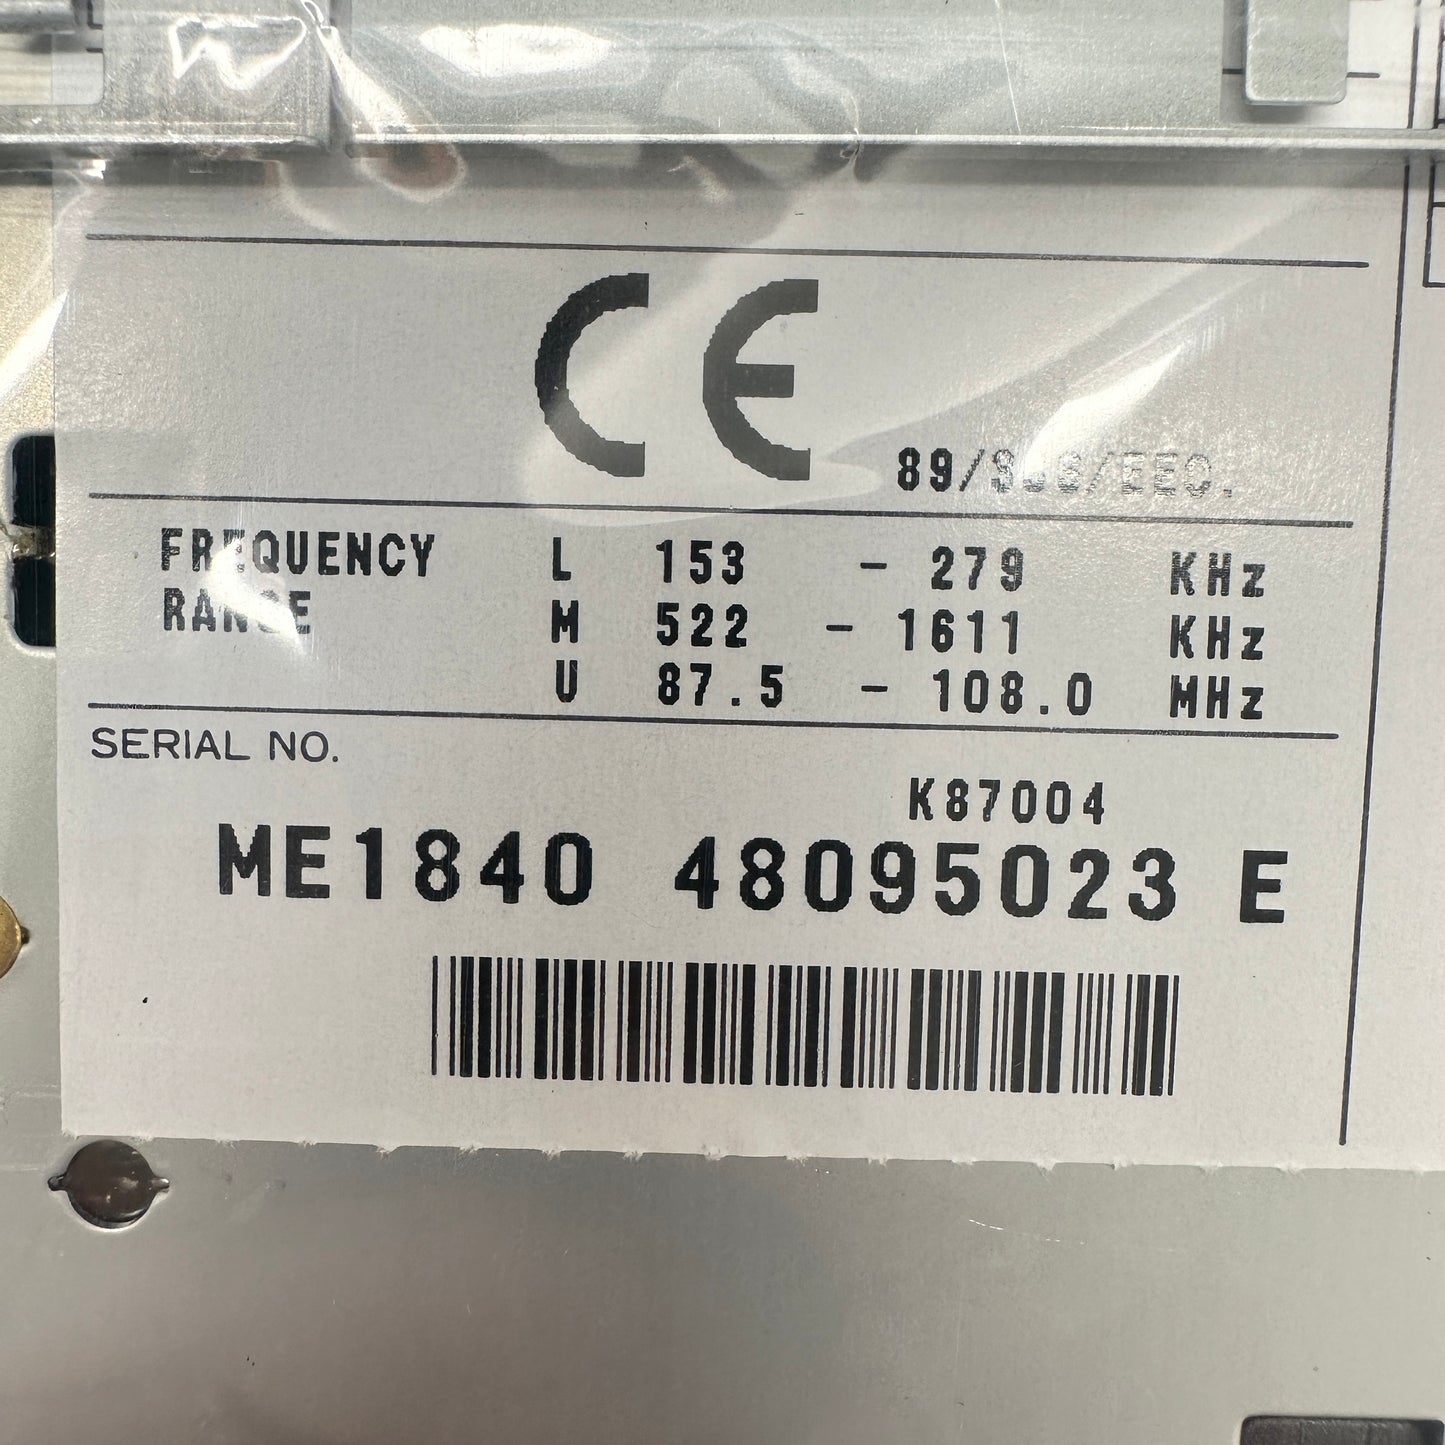 CE
89/336/EEC.
FREQUENCY L 153 - 279 KHz
RANGE M 522 - 1611 KHz
U 87.5 - 108.0 MHz
SERIAL NO.
K87004
ME1840 48095023 E